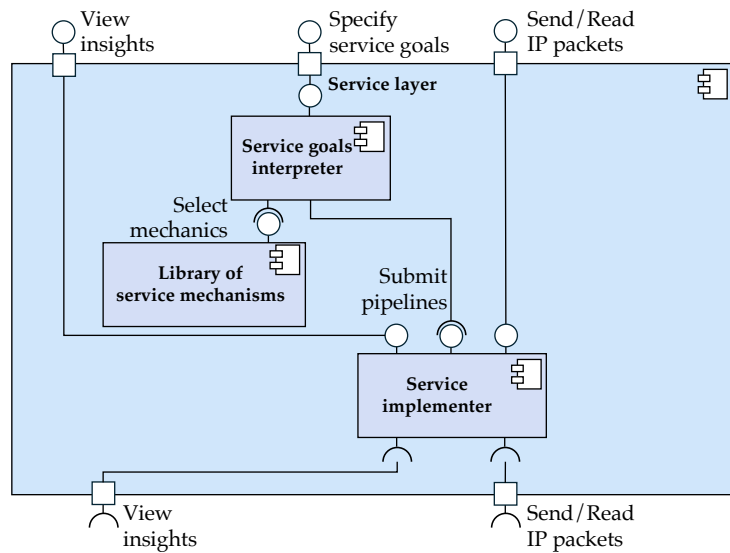 View
insights
Specify
service goals
Send/Read
IP packets
Service layer
Service goals
interpreter
Select
mechanics
Library of
service mechanisms
Submit
pipelines
Service
implementer
View
insights
Send/Read
IP packets